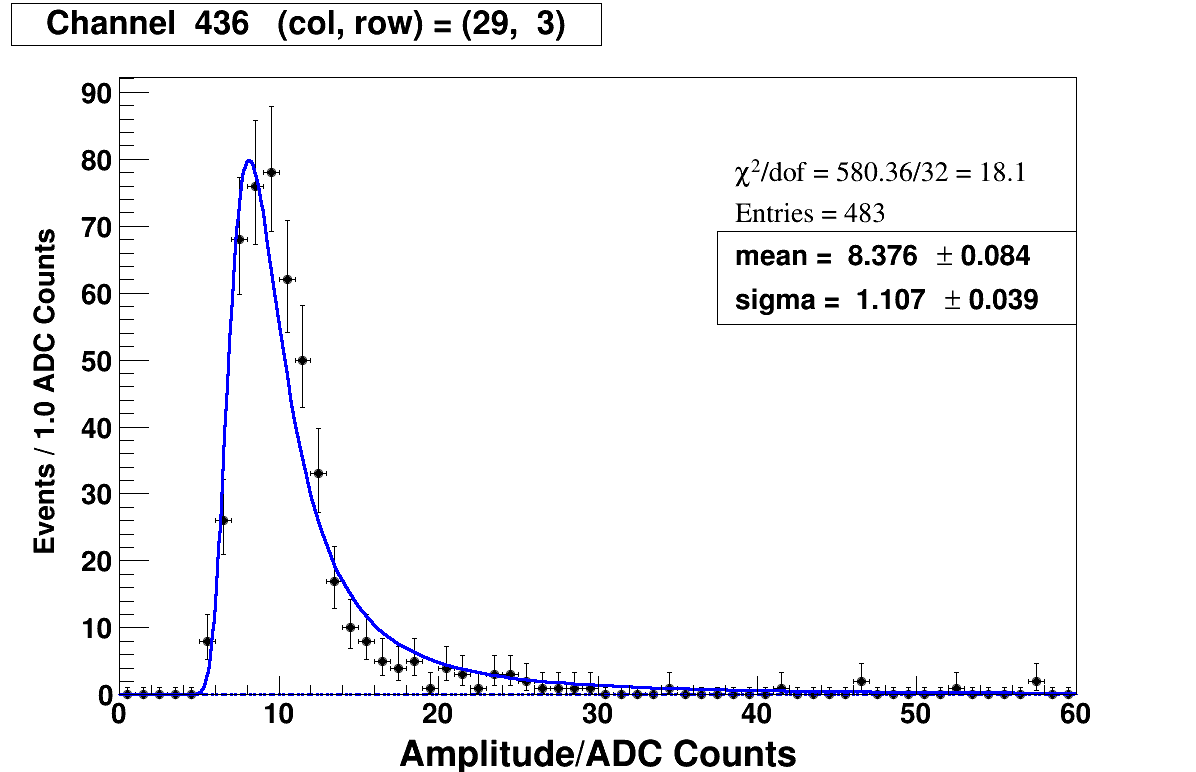 Channel 436 (col, row) = (29, 3)
90
80
70
60
50
40
30
20
10
0
Events / 1.0 ADC Counts
χ²/dof = 580.36/32 = 18.1
Entries = 483
mean = 8.376 ± 0.084
sigma = 1.107 ± 0.039
0 10 20 30 40 50 60
Amplitude/ADC Counts